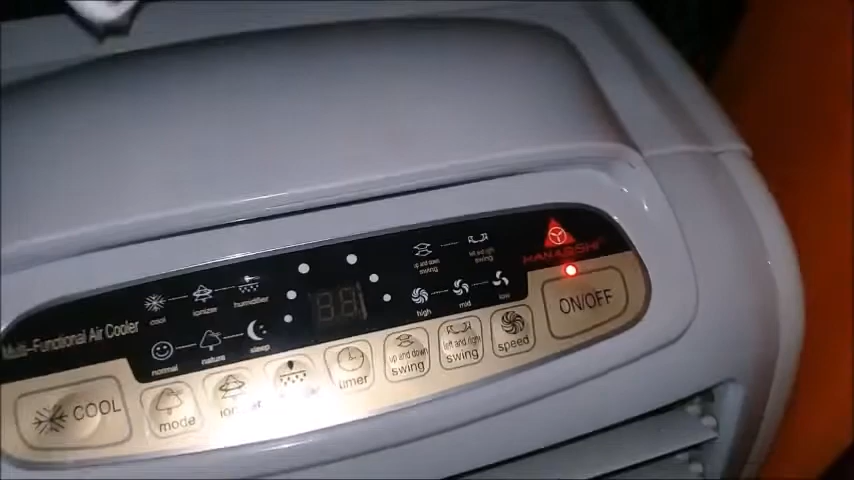 Multi-Functional Air Cooler
cool
ionizer
humidifier
normal
nature
sleep
up and down
swing
left and right
swing
high
mid
low
ON/OFF
COOL
mode
ionizer
timer
up and down
swing
left and right
swing
speed